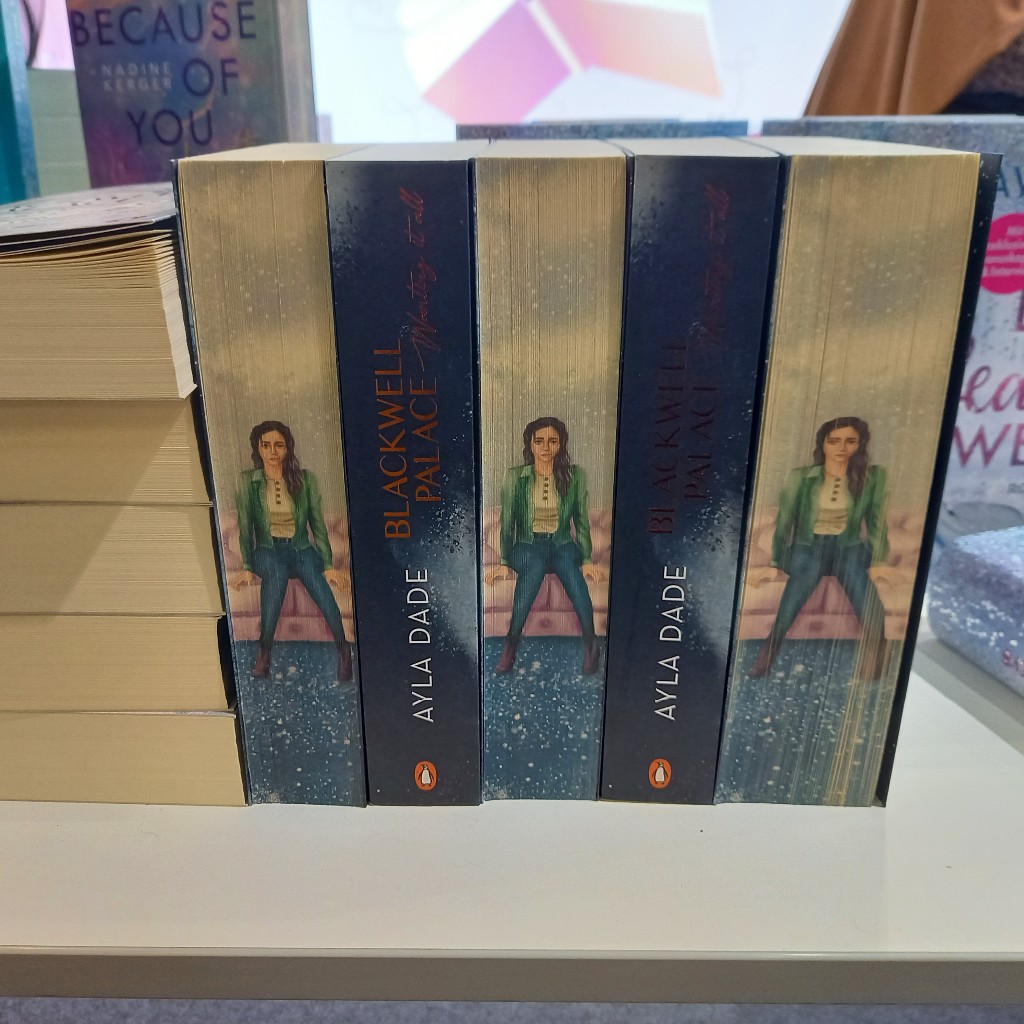 BECAUSE
NADINE
KERGER
OF
YOU
BLACKWELL
PALACE
Wanting it all
AYLA DADE
BLACKWELL
PALACE
Wanting it all
AYLA DADE
WE